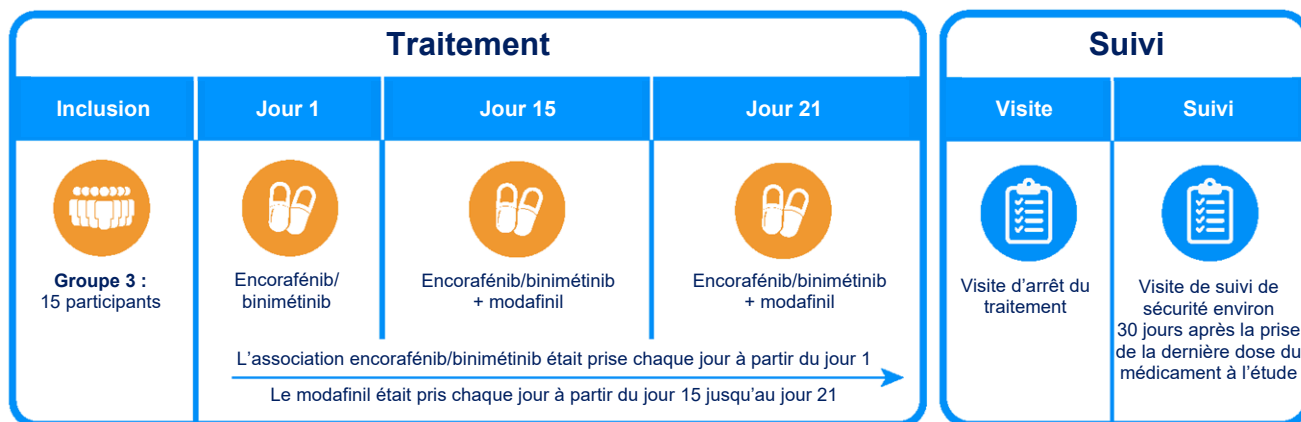 Traitement
Suivi
Inclusion
Jour 1
Jour 15
Jour 21
Visite
Suivi
Groupe 3 :
15 participants
Encorafénib/
binimétinib
Encorafénib/binimétinib
+ modafinil
Encorafénib/binimétinib
+ modafinil
Visite d’arrêt du
traitement
Visite de suivi de
sécurité environ
30 jours après la prise
de la dernière dose du
médicament à l’étude
L’association encorafénib/binimétinib était prise chaque jour à partir du jour 1
Le modafinil était pris chaque jour à partir du jour 15 jusqu’au jour 21